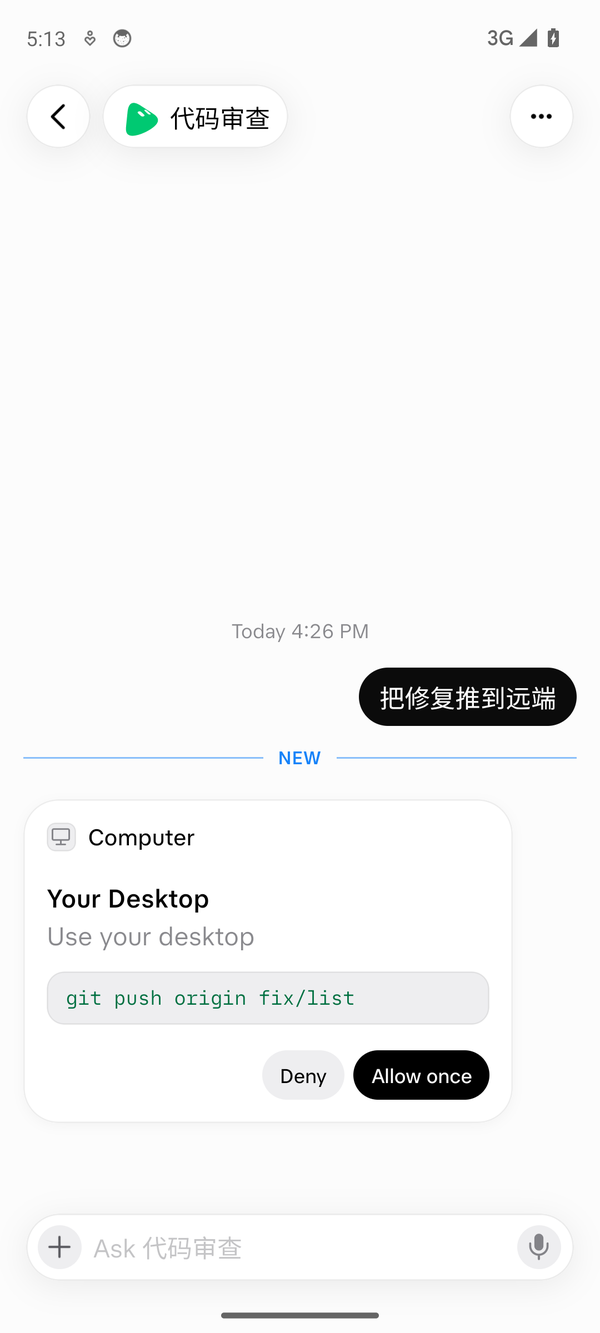 5:13
3G
代码审查
Today 4:26 PM
把修复推到远端
NEW
Computer
Your Desktop
Use your desktop
git push origin fix/list
Deny
Allow once
Ask 代码审查